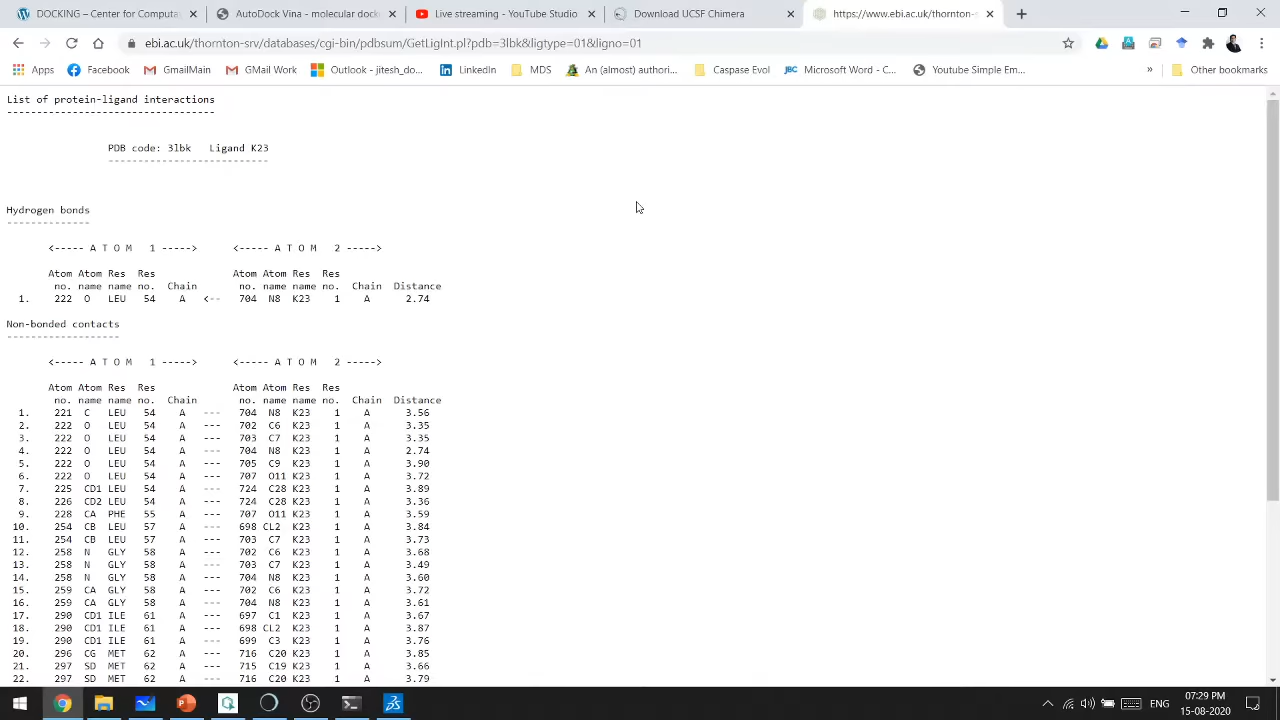 DOCKING – Center for Computat
AutoDock Vina - molecular dock
Live streaming - YouTube Studio
Download UCSF Chimera
https://www.ebi.ac.uk/thornton-s
ebi.ac.uk/thornton-srv/databases/cgi-bin/pdbsum/GetLigInt.pl?pdb=3lbk&ligtype=01&ligno=01
Apps Facebook GmailMain GMail Work Outlook - jitesh_do... LinkedIn MDS An (almost) authori... Caspase Evol JBC Microsoft Word - C... Youtube Simple Em... » Other bookmarks
List of protein-ligand interactions
-----------------------------------
PDB code: 3lbk Ligand K23
---------------------------
Hydrogen bonds
--------------
<----- A T O M 1 -----> <----- A T O M 2 ----->
Atom Atom Res Res Atom Atom Res Res
no. name name no. Chain no. name name no. Chain Distance
1. 222 O LEU 54 A <-- 704 N8 K23 1 A 2.74
Non-bonded contacts
-------------------
<----- A T O M 1 -----> <----- A T O M 2 ----->
Atom Atom Res Res Atom Atom Res Res
no. name name no. Chain no. name name no. Chain Distance
1. 221 C LEU 54 A --- 704 N8 K23 1 A 3.56
2. 222 O LEU 54 A --- 702 C6 K23 1 A 3.35
3. 222 O LEU 54 A --- 703 C7 K23 1 A 3.35
4. 222 O LEU 54 A --- 704 N8 K23 1 A 2.74
5. 222 O LEU 54 A --- 705 C9 K23 1 A 3.90
6. 222 O LEU 54 A --- 707 O11 K23 1 A 3.72
7. 225 CD1 LEU 54 A --- 724 C28 K23 1 A 3.89
8. 226 CD2 LEU 54 A --- 724 C28 K23 1 A 3.36
9. 228 CA PHE 55 A --- 707 O11 K23 1 A 3.59
10. 254 CB LEU 57 A --- 698 CL2 K23 1 A 3.84
11. 254 CB LEU 57 A --- 703 C7 K23 1 A 3.73
12. 258 N GLY 58 A --- 702 C6 K23 1 A 3.68
13. 258 N GLY 58 A --- 703 C7 K23 1 A 3.49
14. 258 N GLY 58 A --- 704 N8 K23 1 A 3.60
15. 259 CA GLY 58 A --- 702 C6 K23 1 A 3.72
16. 259 CA GLY 58 A --- 704 N8 K23 1 A 3.61
17. 290 CD1 ILE 61 A --- 697 C1 K23 1 A 3.67
18. 290 CD1 ILE 61 A --- 698 CL2 K23 1 A 3.87
19. 290 CD1 ILE 61 A --- 699 C3 K23 1 A 3.76
20. 296 CG MET 62 A --- 716 C20 K23 1 A 3.85
21. 297 SD MET 62 A --- 715 C19 K23 1 A 3.66
22. 297 SD MET 62 A --- 716 C20 K23 1 A 3.79
ENG
07:29 PM
15-08-2020